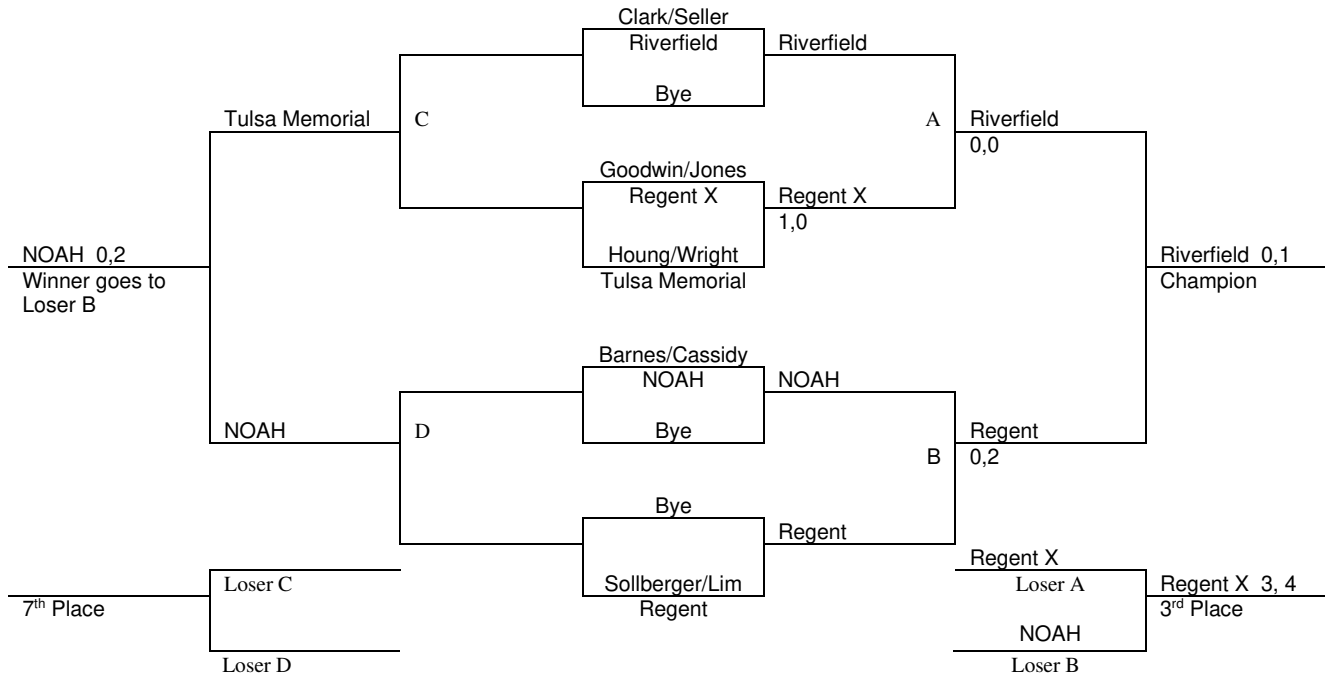 Clark/Seller
Riverfield
Riverfield
Bye
Tulsa Memorial
C
A
Riverfield
0,0
Goodwin/Jones
Regent X
Regent X
1,0
Houng/Wright
Tulsa Memorial
NOAH 0,2
Winner goes to
Loser B
Riverfield 0,1
Champion
Barnes/Cassidy
NOAH
NOAH
Bye
NOAH
D
B
Regent
0,2
Bye
Regent
Sollberger/Lim
Regent
Loser C
7th Place
Loser D
Regent X
Loser A
Regent X 3, 4
3rd Place
NOAH
Loser B